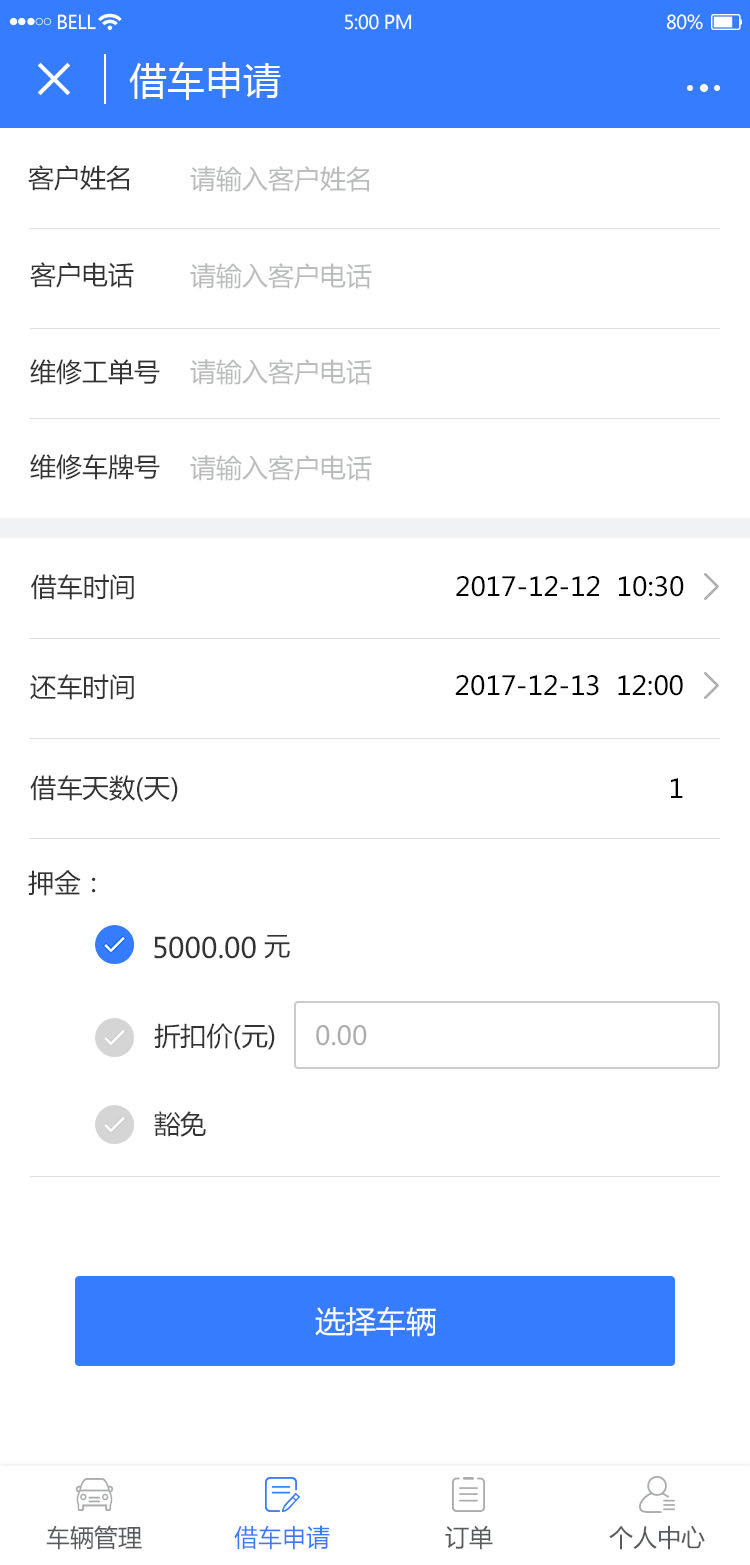 BELL 5:00 PM 80%
借车申请
客户姓名 请输入客户姓名
客户电话 请输入客户电话
维修工单号 请输入客户电话
维修车牌号 请输入客户电话
借车时间 2017-12-12 10:30
还车时间 2017-12-13 12:00
借车天数(天) 1
押金：
5000.00 元
折扣价(元) 0.00
豁免
选择车辆
车辆管理 借车申请 订单 个人中心